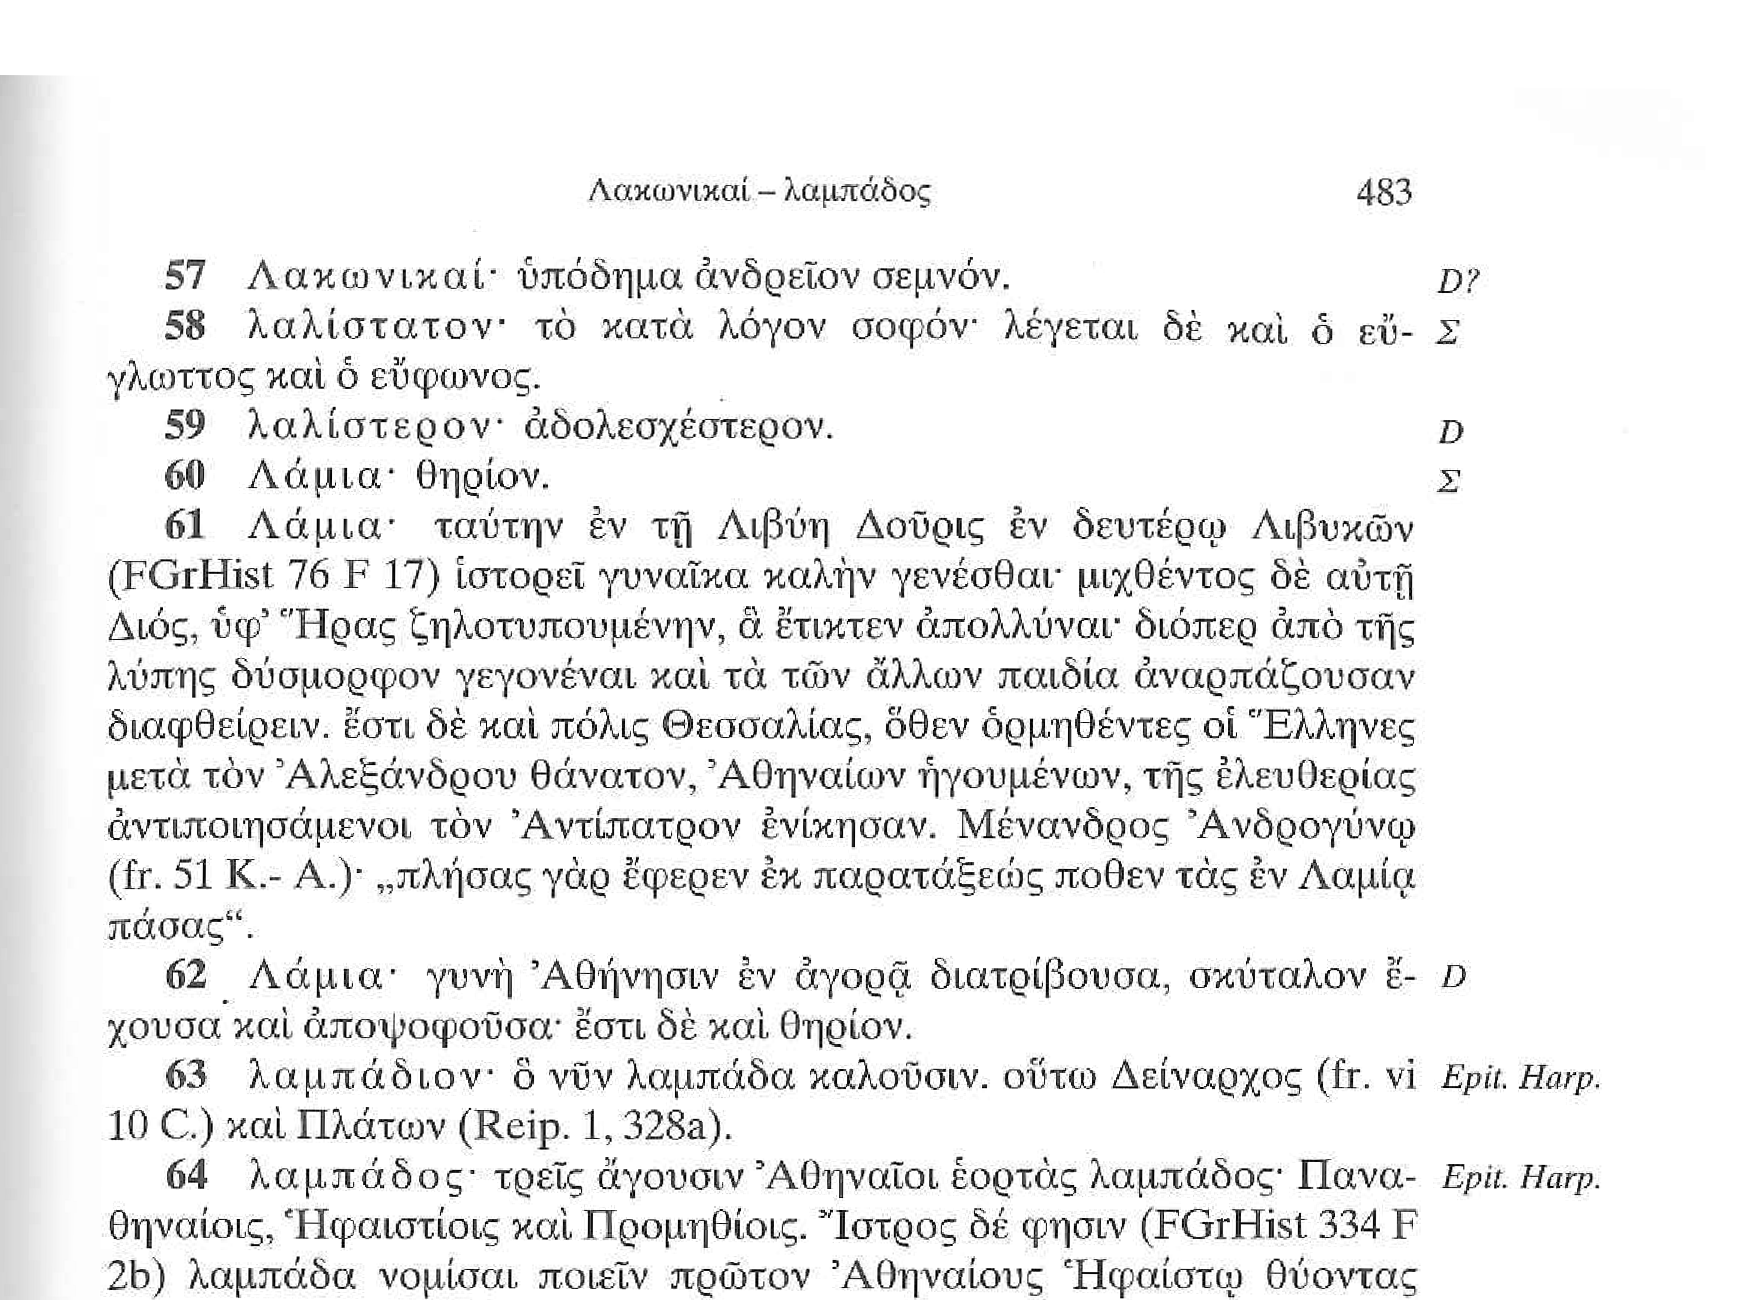 Λακωνικαί – λαμπάδος 483
57 Λακωνικαί· ὑπόδημα ἀνδρεῖον σεμνόν. D?
58 λαλίστατον· τὸ κατὰ λόγον σοφόν· λέγεται δὲ καὶ ὁ εὔ- Σ
γλωττος καὶ ὁ εὔφωνος.
59 λαλίστερον· ἀδολεσχέστερον. D
60 Λάμια· θηρίον. Σ
61 Λάμια· ταύτην ἐν τῇ Λιβύῃ Δοῦρις ἐν δευτέρῳ Λιβυκῶν
(FGrHist 76 F 17) ἱστορεῖ γυναῖκα καλὴν γενέσθαι· μιχθέντος δὲ αὐτῇ
Διός, ὑφ’ Ἥρας ζηλοτυπουμένην, ἃ ἔτικτεν ἀπολλύναι· διόπερ ἀπὸ τῆς
λύπης δύσμορφον γεγονέναι καὶ τὰ τῶν ἄλλων παιδία ἀναρπάζουσαν
διαφθείρειν. ἔστι δὲ καὶ πόλις Θεσσαλίας, ὅθεν ὁρμηθέντες οἱ Ἕλληνες
μετὰ τὸν Ἀλεξάνδρου θάνατον, Ἀθηναίων ἡγουμένων, τῆς ἐλευθερίας
ἀντιποιησάμενοι τὸν Ἀντίπατρον ἐνίκησαν. Μένανδρος Ἀνδρογύνῳ
(fr. 51 K.- A.)· „πλήσας γὰρ ἔφερεν ἐκ παρατάξεώς ποθεν τὰς ἐν Λαμίᾳ
πάσας“.
62 Λάμια· γυνὴ Ἀθήνησιν ἐν ἀγορᾷ διατρίβουσα, σκύταλον ἔ- D
χουσα καὶ ἀποψοφοῦσα· ἔστι δὲ καὶ θηρίον.
63 λαμπάδιον· ὃ νῦν λαμπάδα καλοῦσιν. οὕτω Δείναρχος (fr. vi Epit. Harp.
10 C.) καὶ Πλάτων (Reip. 1, 328a).
64 λαμπάδος· τρεῖς ἄγουσιν Ἀθηναῖοι ἑορτὰς λαμπάδος· Πανα- Epit. Harp.
θηναίοις, Ἡφαιστίοις καὶ Προμηθίοις. Ἴστρος δέ φησιν (FGrHist 334 F
2b) λαμπάδα νομίσαι ποιεῖν πρῶτον Ἀθηναίους Ἡφαίστῳ θύοντας